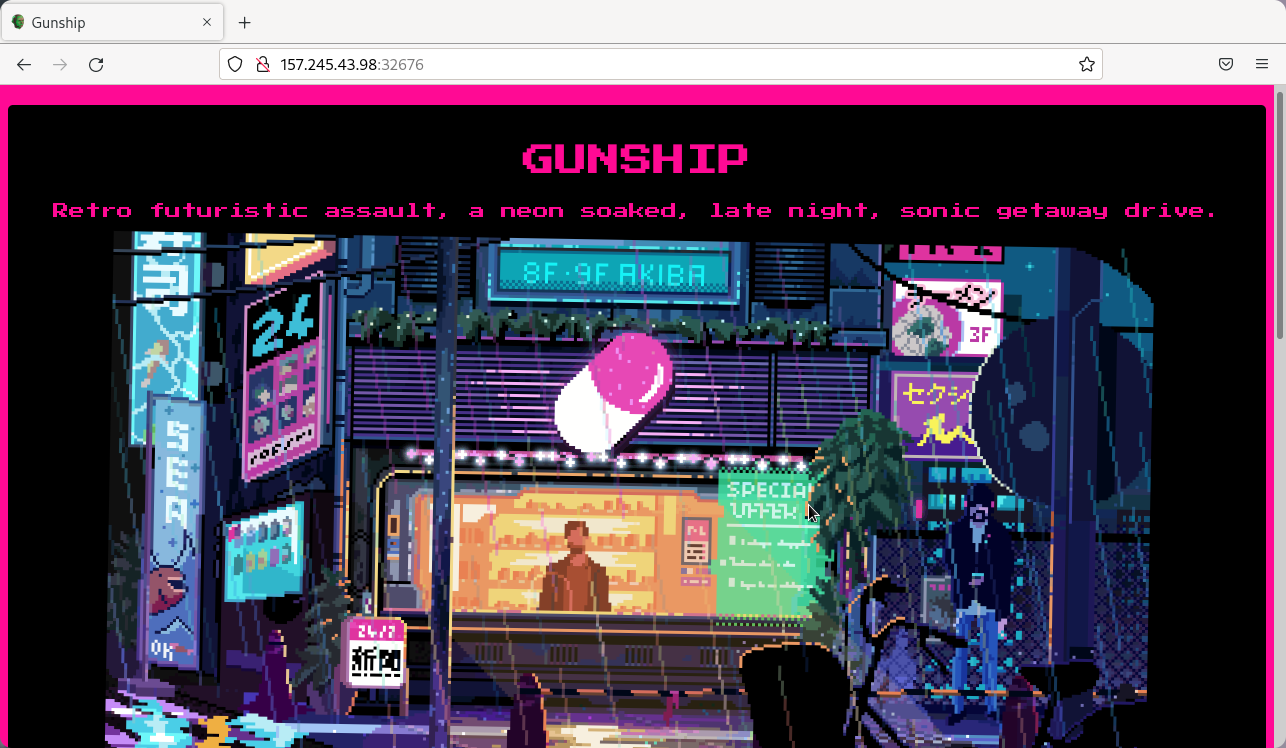 Gunship
157.245.43.98:32676
GUNSHIP
Retro futuristic assault, a neon soaked, late night, sonic getaway drive.
8F·9F AKIBA
24
3F
セクシ
SEA
SPECIA
24/7
新聞
OK